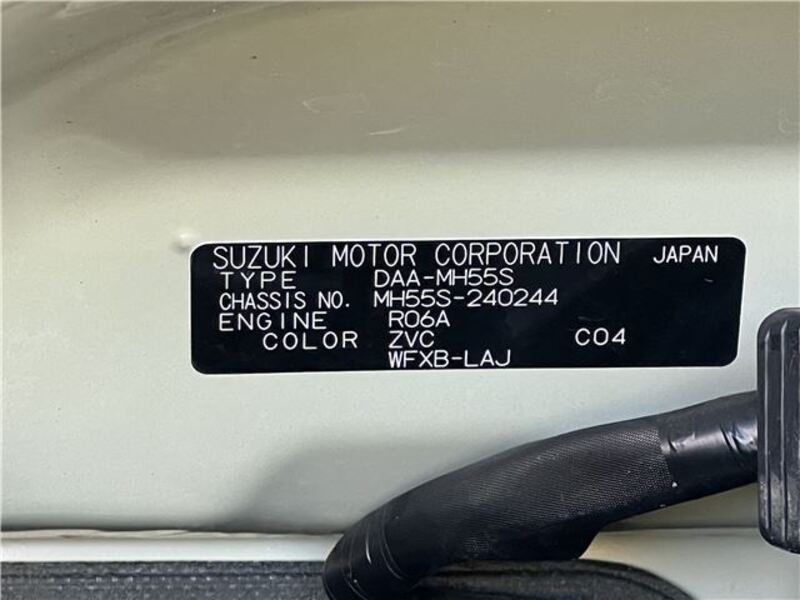 SUZUKI MOTOR CORPORATION JAPAN
TYPE DAA-MH55S
CHASSIS NO. MH55S-240244
ENGINE R06A
COLOR ZVC C04
WFXB-LAJ